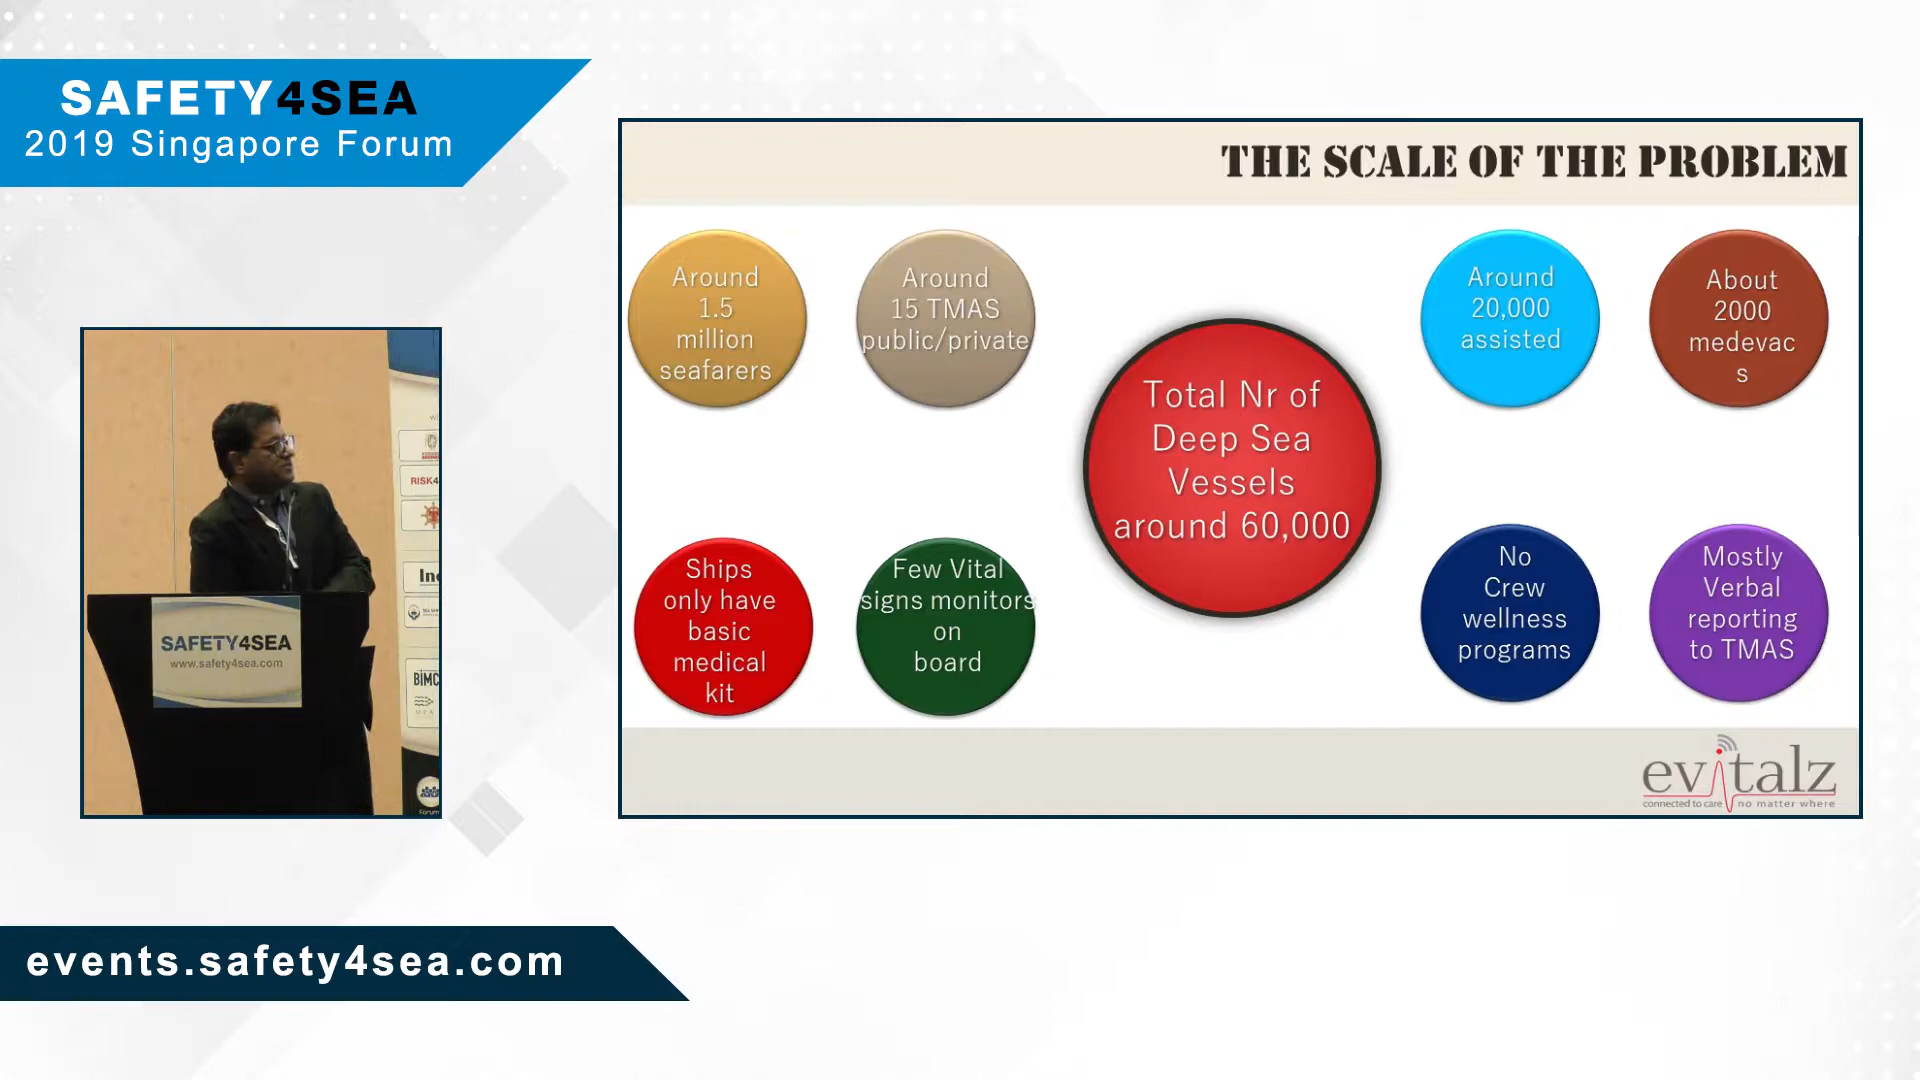 SAFETY4SEA
2019 Singapore Forum
THE SCALE OF THE PROBLEM
Around
1.5
million
seafarers
Around
15 TMAS
public/private
Total Nr of
Deep Sea
Vessels
around 60,000
Around
20,000
assisted
About
2000
medevac
s
Ships
only have
basic
medical
kit
Few Vital
signs monitors
on
board
No
Crew
wellness
programs
Mostly
Verbal
reporting
to TMAS
evitalz
connected to care no matter where
RISK4
SAFETY4SEA
www.safety4sea.com
BIMC
Forum
events.safety4sea.com